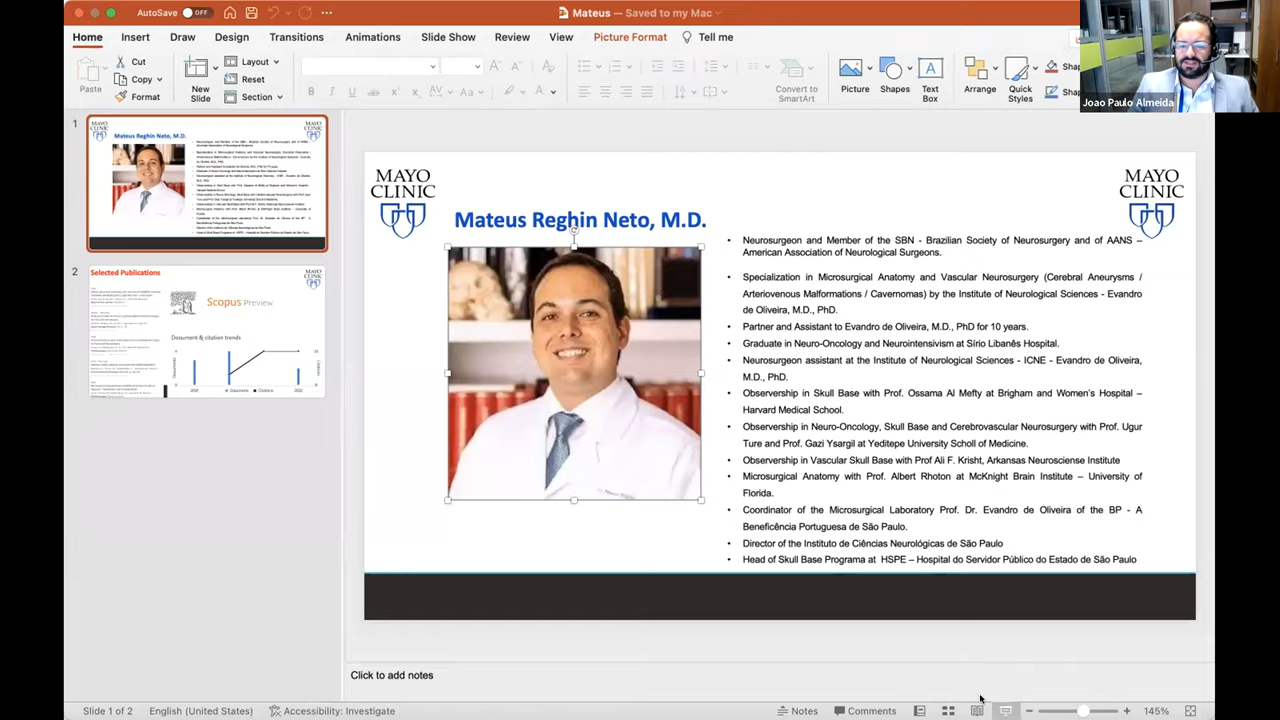 AutoSave OFF
Mateus — Saved to my Mac
Home Insert Draw Design Transitions Animations Slide Show Review View Picture Format Tell me
Paste
Cut
Copy
Format
New Slide
Layout
Reset
Section
Convert to SmartArt
Picture
Shapes
Text Box
Arrange
Quick Styles
Joao Paulo Almeida
1
MAYO CLINIC
Mateus Reghin Neto, M.D.
MAYO CLINIC
2
Selected Publications
MAYO CLINIC
Scopus Preview
Document & citation trends
MAYO CLINIC
MAYO CLINIC
Mateus Reghin Neto, M.D.
• Neurosurgeon and Member of the SBN - Brazilian Society of Neurosurgery and of AANS –
American Association of Neurological Surgeons.
• Specialization in Microsurgical Anatomy and Vascular Neurosurgery (Cerebral Aneurysms /
Arteriovenous Malformations / Cavernomas) by the Institute of Neurological Sciences - Evandro
de Oliveira, M.D., PhD.
• Partner and Assistant to Evandro de Oliveira, M.D., PhD for 10 years.
• Graduate in Neuro-Oncology and Neurointensivism at Sírio Libanês Hospital.
• Neurosurgeon assistant at the Institute of Neurological Sciences - ICNE - Evandro de Oliveira,
M.D., PhD.
• Observership in Skull Base with Prof. Ossama Al Mefty at Brigham and Women's Hospital –
Harvard Medical School.
• Observership in Neuro-Oncology, Skull Base and Cerebrovascular Neurosurgery with Prof. Ugur
Ture and Prof. Gazi Ysargil at Yeditepe University Scholl of Medicine.
• Observership in Vascular Skull Base with Prof Ali F. Krisht, Arkansas Neurosciense Institute
• Microsurgical Anatomy with Prof. Albert Rhoton at McKnight Brain Institute – University of
Florida.
• Coordinator of the Microsurgical Laboratory Prof. Dr. Evandro de Oliveira of the BP - A
Beneficência Portuguesa de São Paulo.
• Director of the Instituto de Ciências Neurológicas de São Paulo
• Head of Skull Base Programa at HSPE – Hospital do Servidor Público do Estado de São Paulo
Click to add notes
Slide 1 of 2 English (United States) Accessibility: Investigate Notes Comments 145%